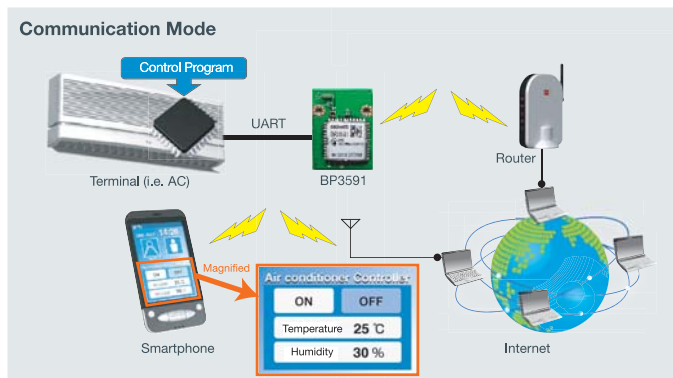 Communication Mode
Control Program
UART
Terminal (i.e. AC)
BP3591
Router
Magnified
Air conditioner Controller
ON OFF
Temperature 25 ℃
Humidity 30 %
Smartphone
Internet